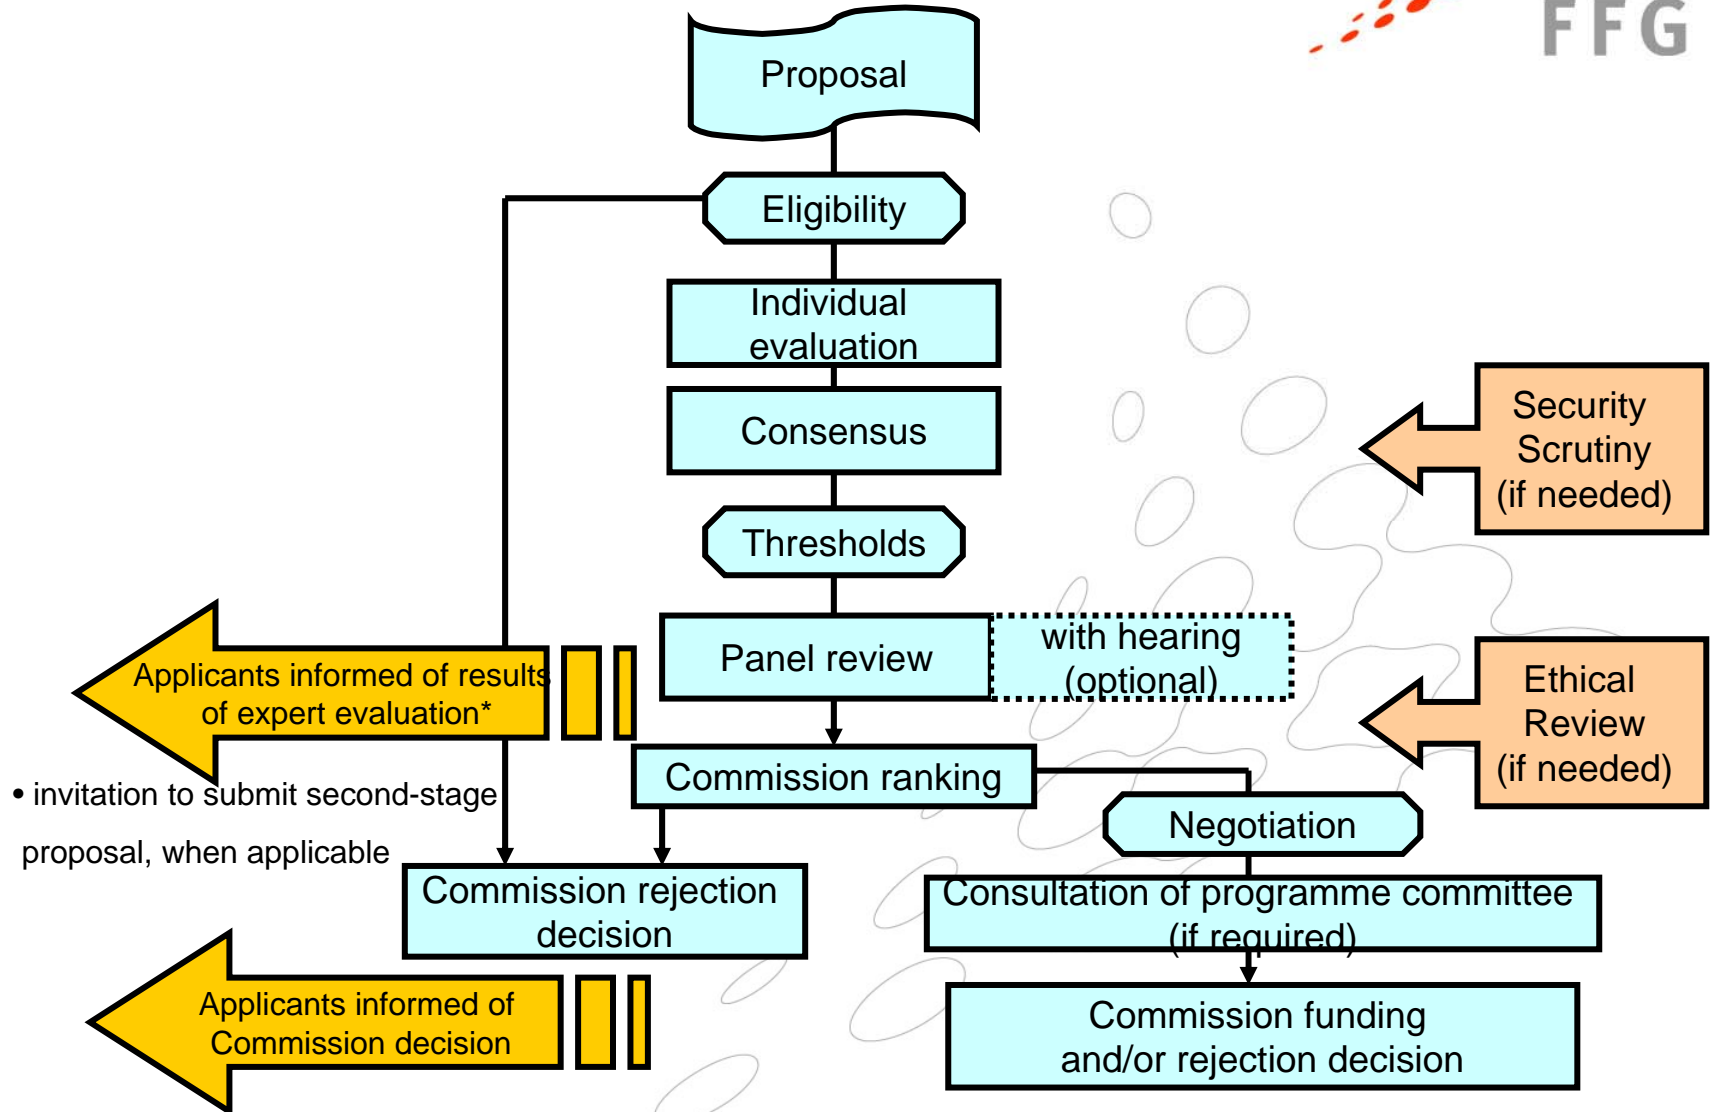 FFG
Proposal
Eligibility
Individual
evaluation
Consensus
Security
Scrutiny
(if needed)
Thresholds
Panel review
with hearing
(optional)
Applicants informed of results
of expert evaluation*
Ethical
Review
(if needed)
Commission ranking
• invitation to submit second-stage
proposal, when applicable
Negotiation
Commission rejection
decision
Consultation of programme committee
(if required)
Applicants informed of
Commission decision
Commission funding
and/or rejection decision